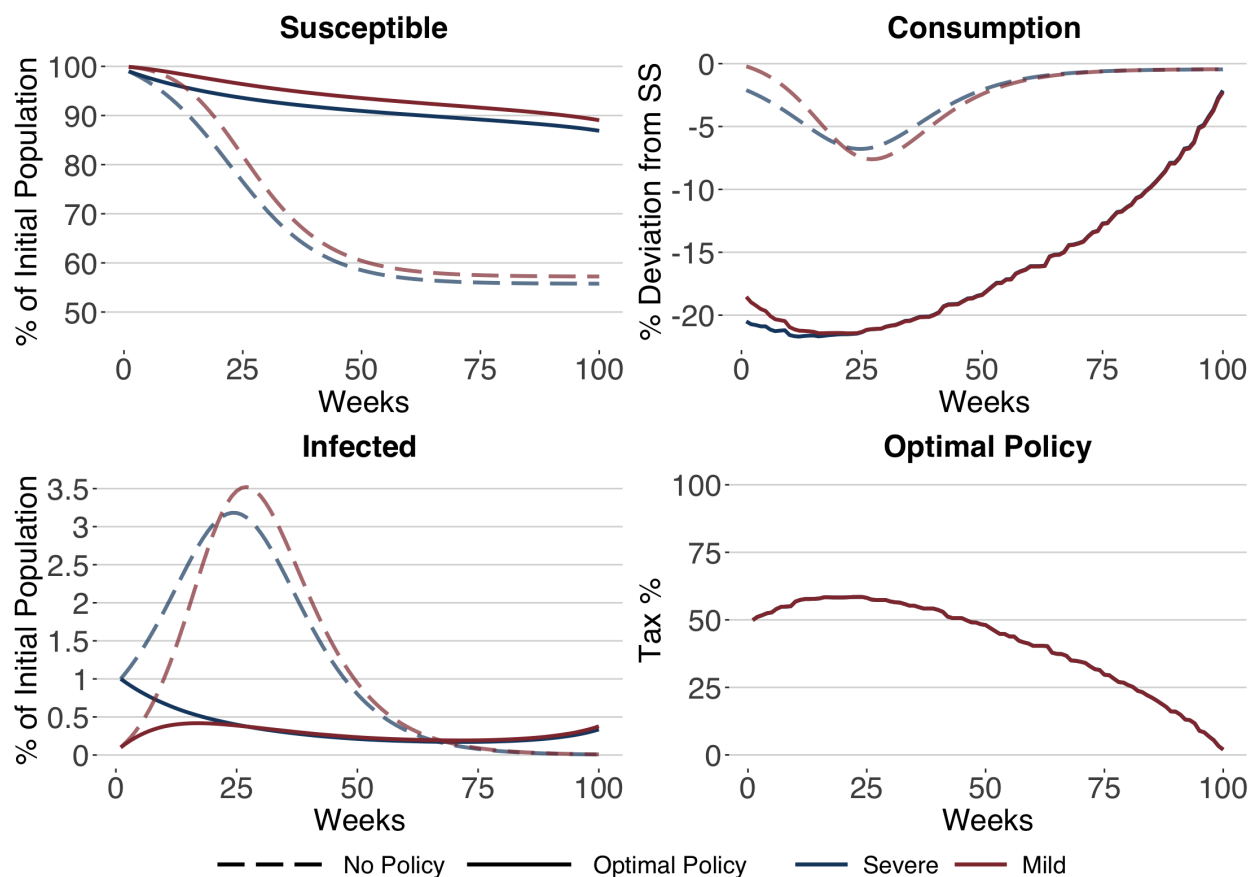 Susceptible
% of Initial Population
100
90
80
70
60
50
0 25 50 75 100
Weeks
Consumption
% Deviation from SS
0
-5
-10
-15
-20
0 25 50 75 100
Weeks
Infected
% of Initial Population
3.5
3
2.5
2
1.5
1
0.5
0
0 25 50 75 100
Weeks
Optimal Policy
Tax %
100
75
50
25
0
0 25 50 75 100
Weeks
No Policy Optimal Policy Severe Mild